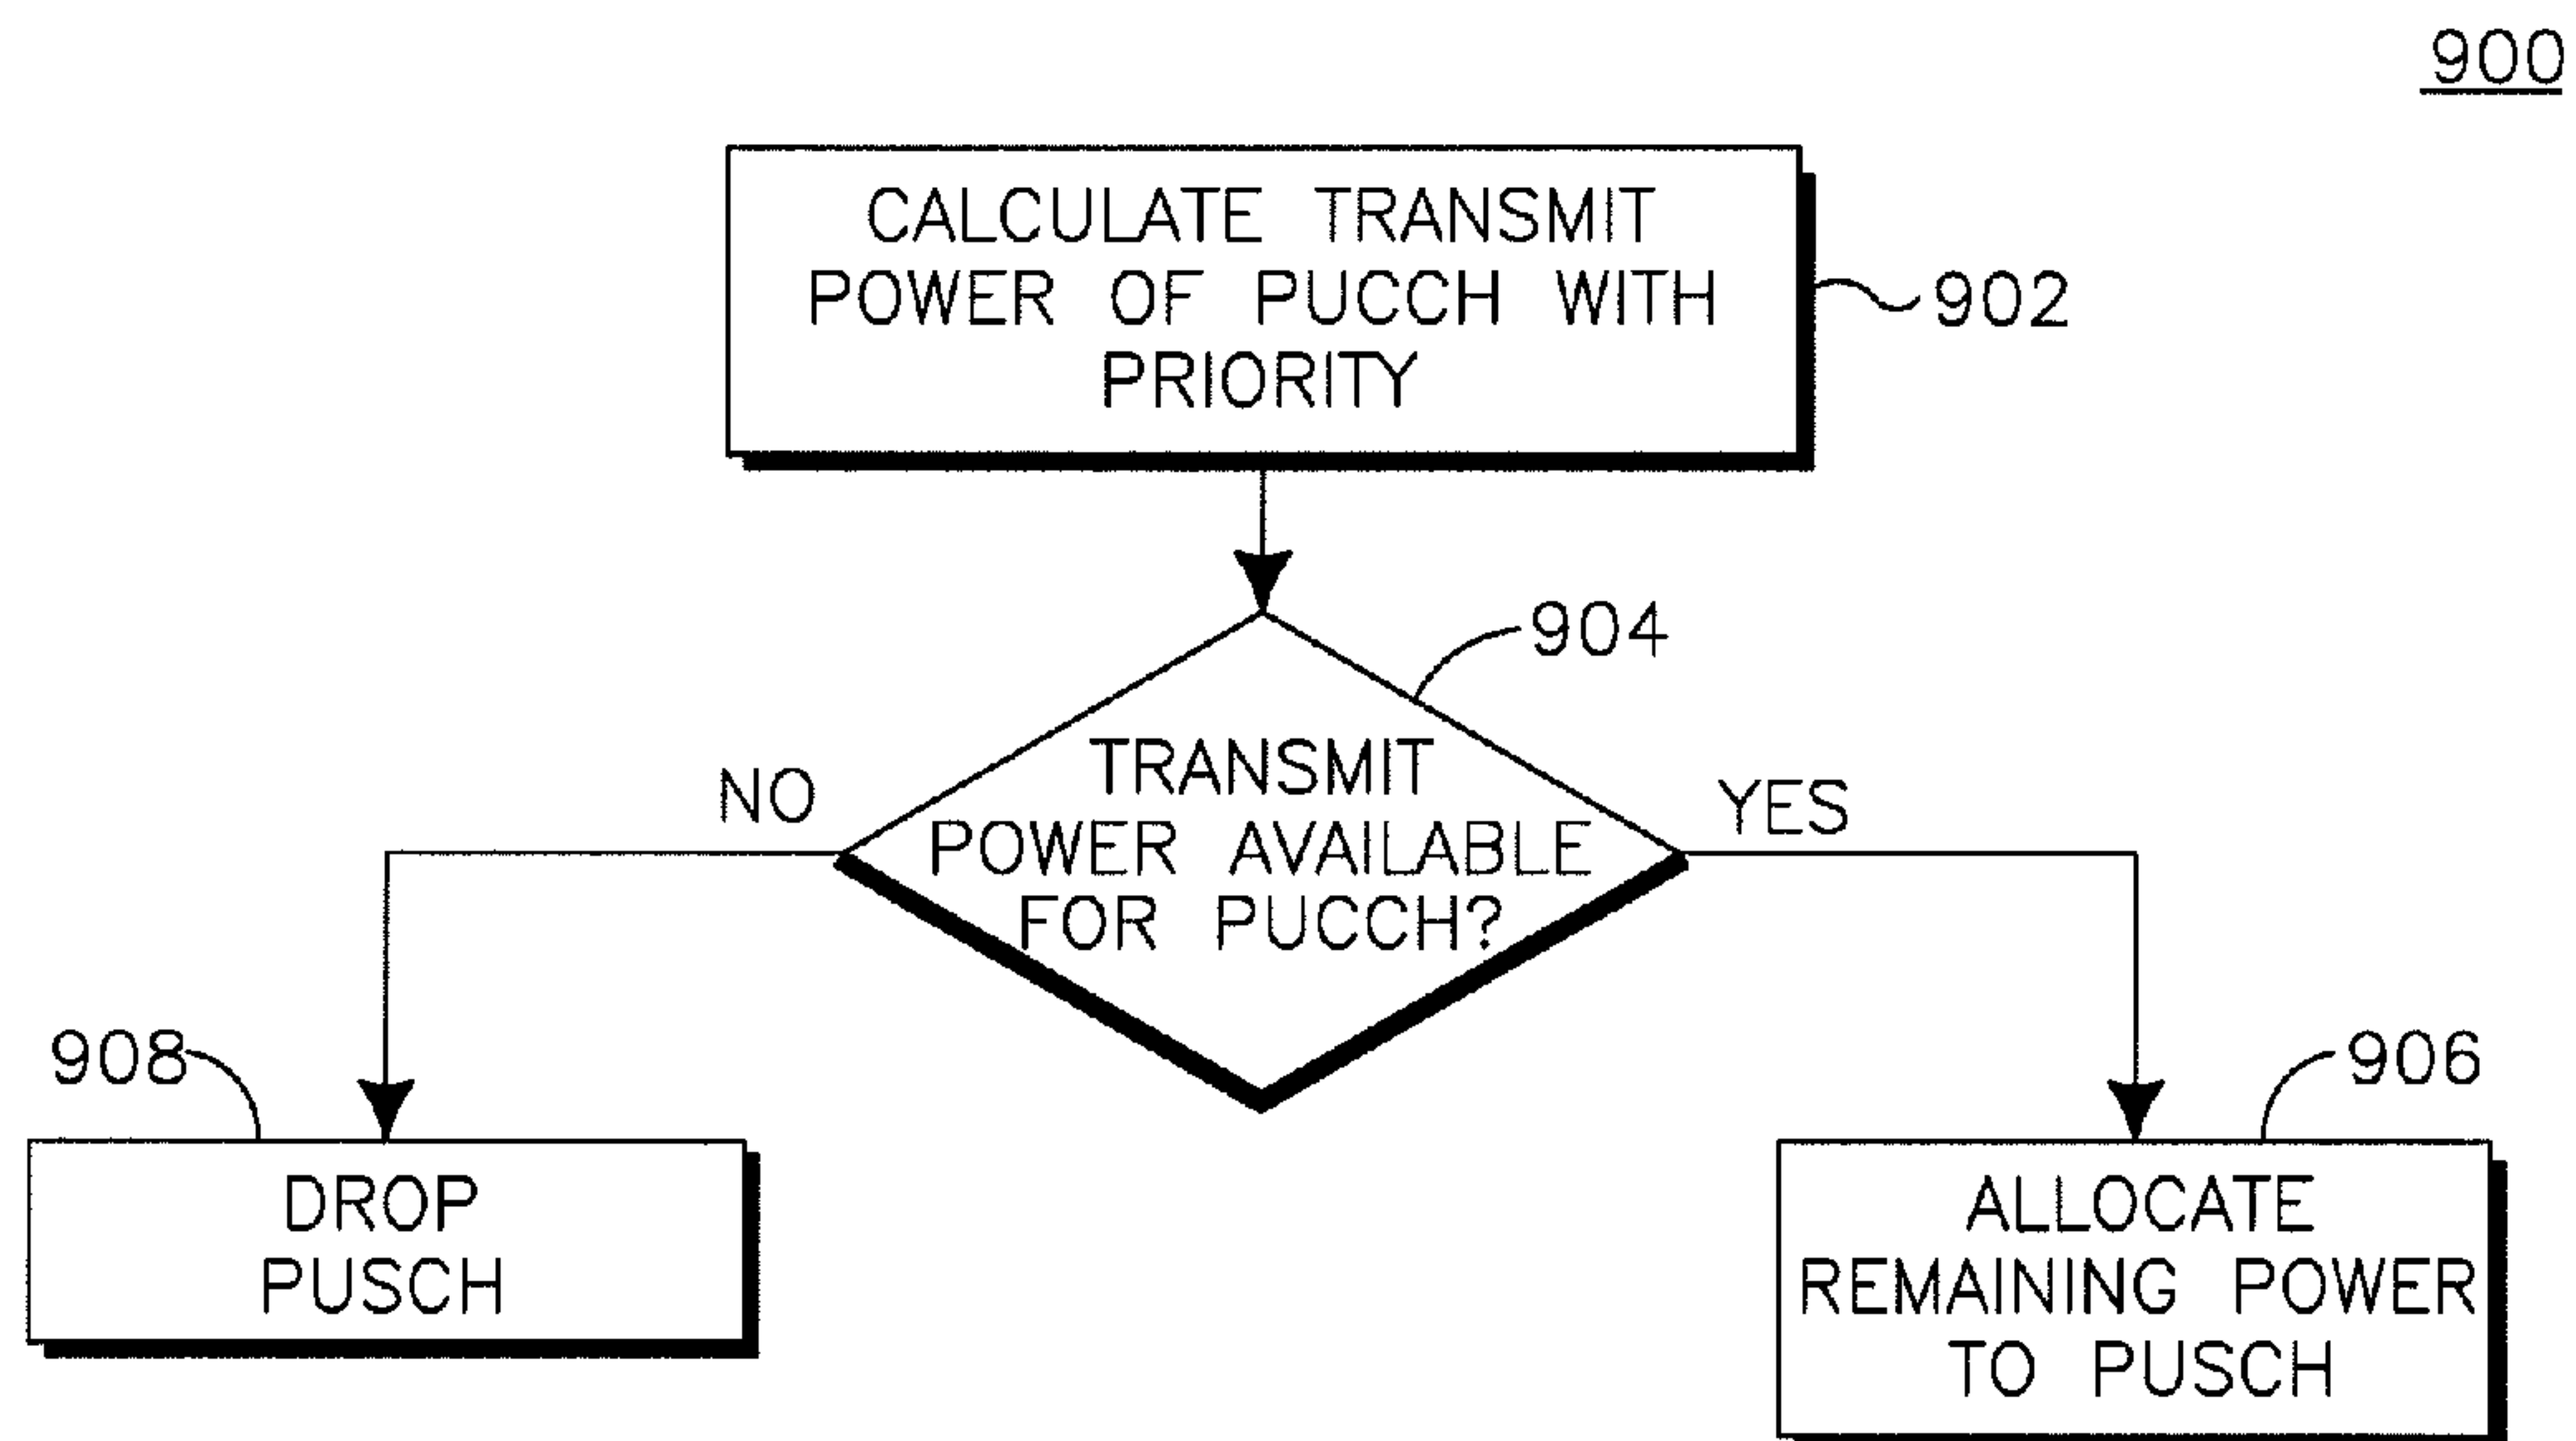 900
CALCULATE TRANSMIT
POWER OF PUCCH WITH
PRIORITY
902
904
TRANSMIT
POWER AVAILABLE
FOR PUCCH?
NO
YES
908
DROP
PUSCH
906
ALLOCATE
REMAINING POWER
TO PUSCH